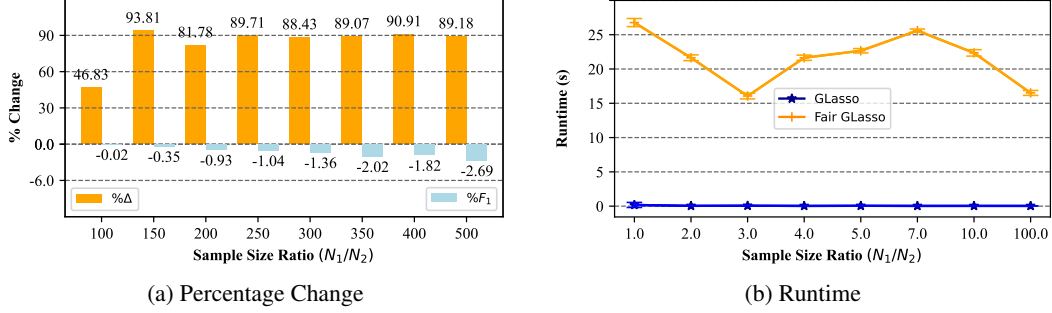 93.81
81.78
89.71
88.43
89.07
90.91
89.18
46.83
90
60
30
0.0
-6.0
% Change
-0.02
-0.35
-0.93
-1.04
-1.36
-2.02
-1.82
-2.69
%Δ
%F1
100 150 200 250 300 350 400 500
Sample Size Ratio (N1/N2)
(a) Percentage Change
25
20
15
10
5
0
Runtime (s)
GLasso
Fair GLasso
1.0 2.0 3.0 4.0 5.0 7.0 10.0 100.0
Sample Size Ratio (N1/N2)
(b) Runtime